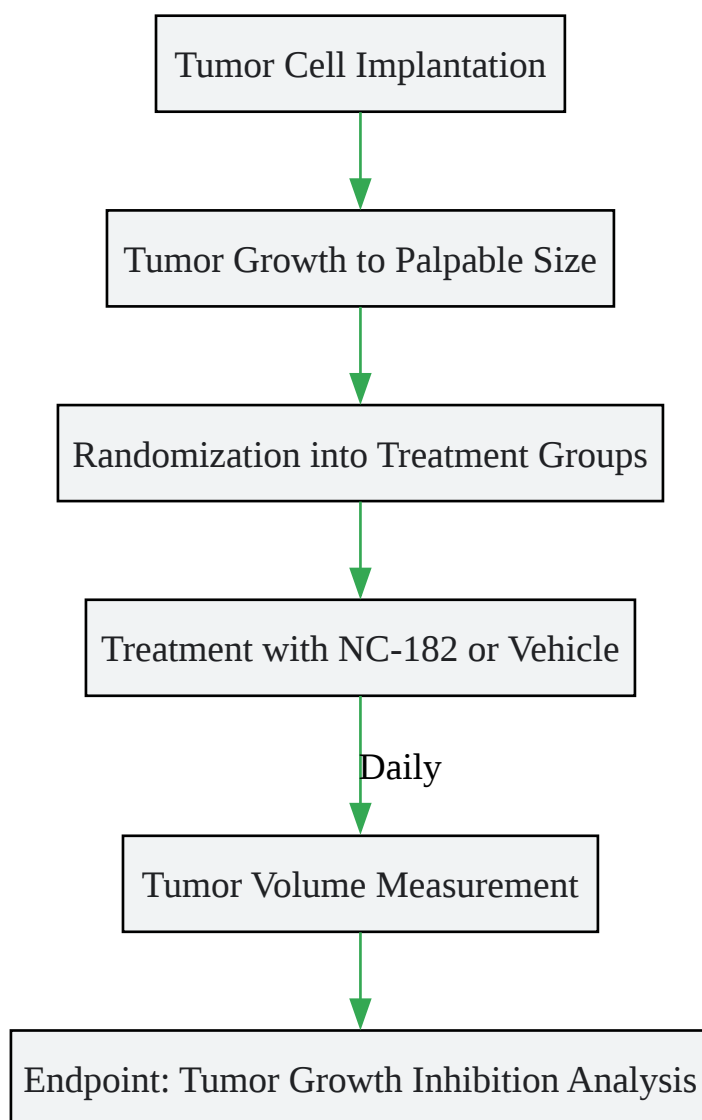 Tumor Cell Implantation
Tumor Growth to Palpable Size
Randomization into Treatment Groups
Treatment with NC-182 or Vehicle
Daily
Tumor Volume Measurement
Endpoint: Tumor Growth Inhibition Analysis